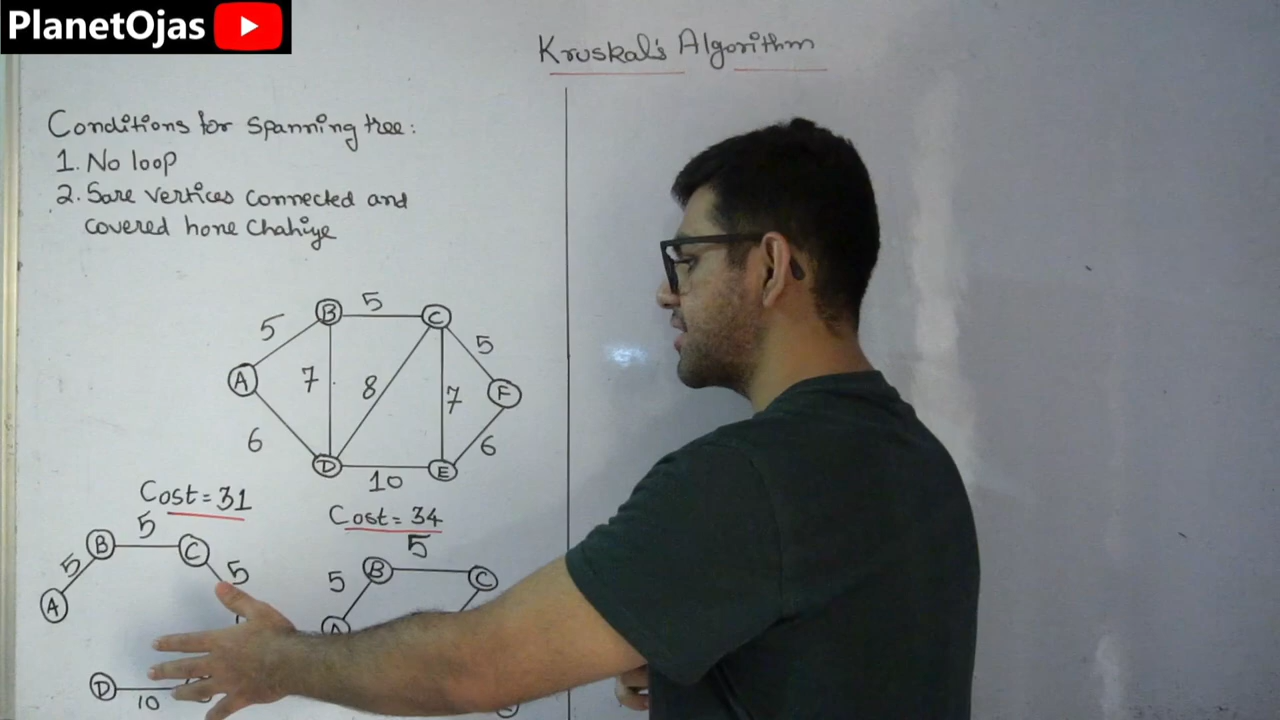 PlanetOjas
Kruskal's Algorithm
Conditions for Spanning tree:
1. No loop
2. Sare vertices connected and
covered hone Chahiye
B
5
C
5
5
A
7
8
7
F
6
6
D
10
E
Cost = 31
B
5
C
5
5
A
D
10
Cost = 34
5
B
C
5
A